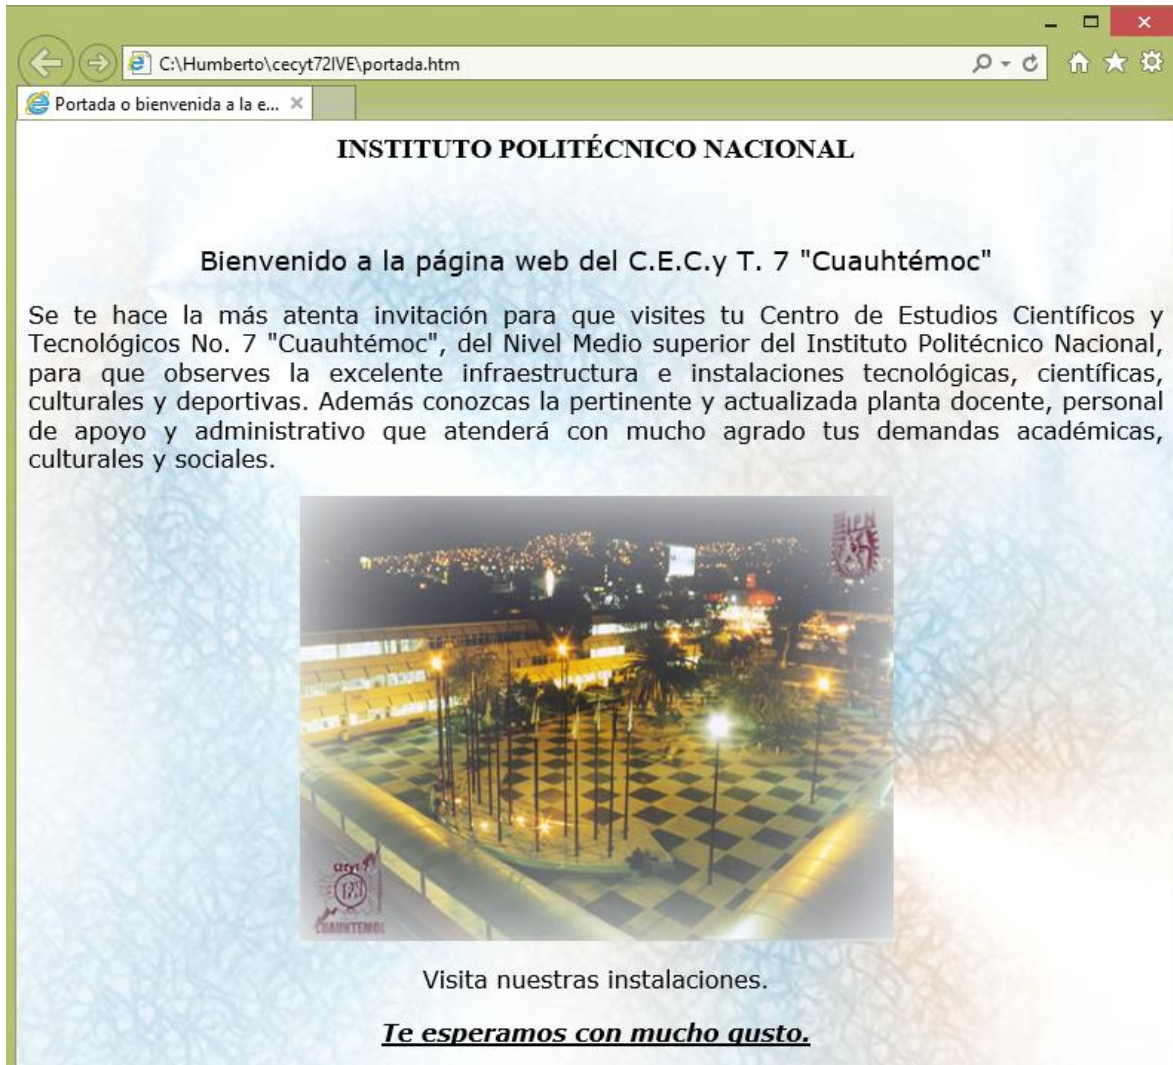 C:\Humberto\cecyt72IVE\portada.htm
Portada o bienvenida a la e...
INSTITUTO POLITÉCNICO NACIONAL
Bienvenido a la página web del C.E.C.y T. 7 "Cuauhtémoc"
Se te hace la más atenta invitación para que visites tu Centro de Estudios Científicos y
Tecnológicos No. 7 "Cuauhtémoc", del Nivel Medio superior del Instituto Politécnico Nacional,
para que observes la excelente infraestructura e instalaciones tecnológicas, científicas,
culturales y deportivas. Además conozcas la pertinente y actualizada planta docente, personal
de apoyo y administrativo que atenderá con mucho agrado tus demandas académicas,
culturales y sociales.
I.P.N
cecyt 7
IPN
CUAUHTEMOC
Visita nuestras instalaciones.
Te esperamos con mucho gusto.